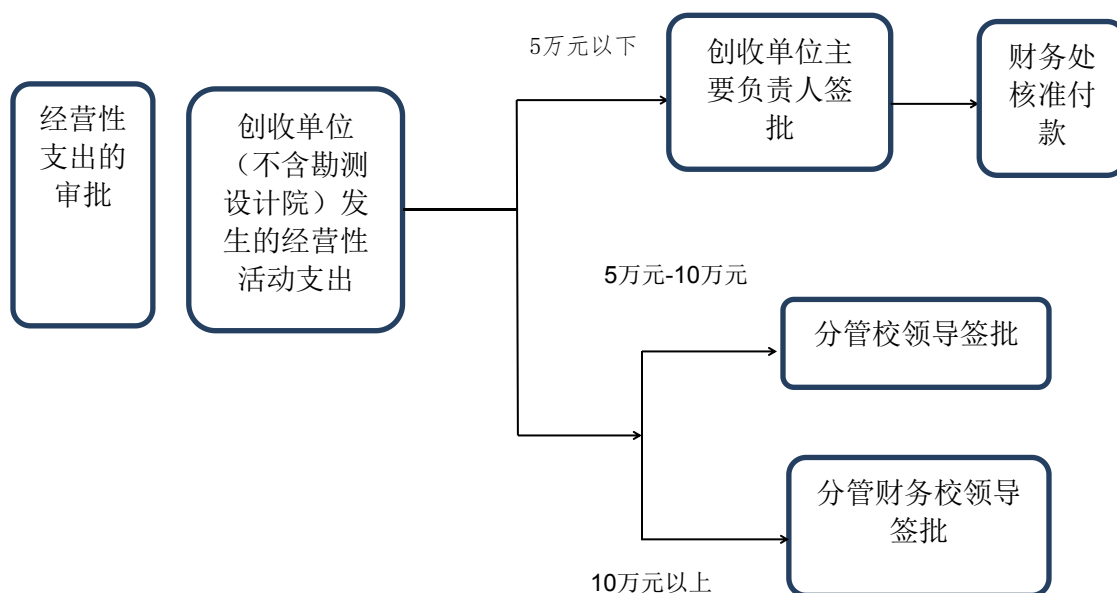 经营性
支出的
审批
创收单位
（不含勘测
设计院）发
生的经营性
活动支出
5万元以下
创收单位主
要负责人签
批
财务处
核准付
款
5万元-10万元
分管校领导签批
分管财务校领导
签批
10万元以上